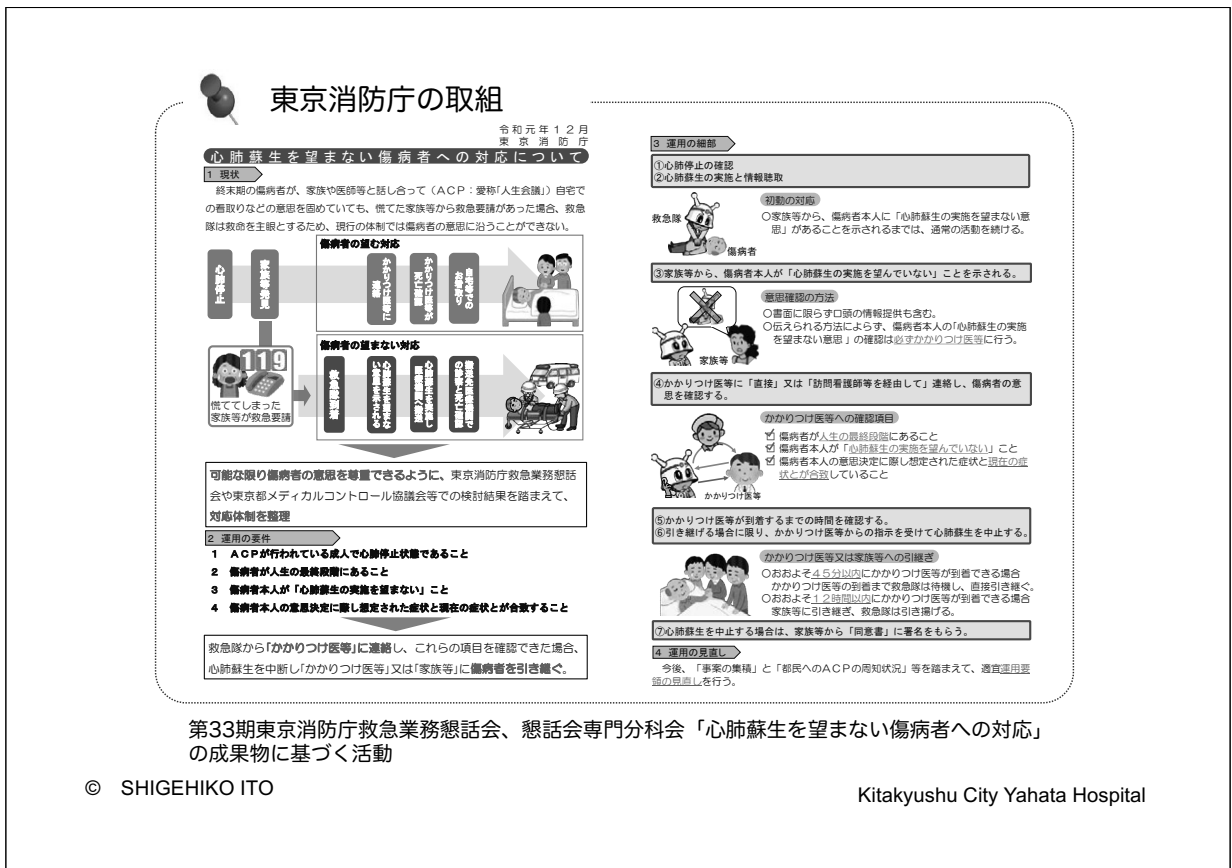 東京消防庁の取組
令和元年12月
東京消防庁
心肺蘇生を望まない傷病者への対応について
1 現状
終末期の傷病者が、家族や医師等と話し合って（ACP：愛称「人生会議」）自宅で
の看取りなどの意思を固めていても、慌てた家族等から救急要請があった場合、救急
隊は救命を主眼とするため、現行の体制では傷病者の意思に沿うことができない。
心肺停止
家族等発見
傷病者の望む対応
かかりつけ医等に連絡
かかりつけ医等が死亡確認
自宅等でのお看取り
119
慌ててしまった
家族等が救急要請
傷病者の望まない対応
救急隊到着
心肺蘇生を望まない意思を示される
心肺蘇生を実施し医療機関へ搬送
可能な限り傷病者の意思を尊重できるように、東京消防庁救急業務懇話
会や東京都メディカルコントロール協議会等での検討結果を踏まえて、
対応体制を整理
2 運用の要件
1 ACPが行われている成人で心肺停止状態であること
2 傷病者が人生の最終段階にあること
3 傷病者本人が「心肺蘇生の実施を望まない」こと
4 傷病者本人の意思決定に際し想定された症状と現在の症状とが合致すること
救急隊から「かかりつけ医等」に連絡し、これらの項目を確認できた場合、
心肺蘇生を中断し「かかりつけ医等」又は「家族等」に傷病者を引き継ぐ。
3 運用の細部
①心肺停止の確認
②心肺蘇生の実施と情報聴取
救急隊
傷病者
初動の対応
○家族等から、傷病者本人に「心肺蘇生の実施を望まない意
思」があることを示されるまでは、通常の活動を続ける。
③家族等から、傷病者本人が「心肺蘇生の実施を望んでいない」ことを示される。
家族等
意思確認の方法
○書面に限らず口頭の情報提供も含む。
○伝えられる方法によらず、傷病者本人の「心肺蘇生の実施
を望まない意思」の確認は必ずかかりつけ医等に行う。
④かかりつけ医等に「直接」又は「訪問看護師等を経由して」連絡し、傷病者の意
思を確認する。
かかりつけ医等
かかりつけ医等への確認項目
☑ 傷病者が人生の最終段階にあること
☑ 傷病者本人が「心肺蘇生の実施を望んでいない」こと
☑ 傷病者本人の意思決定に際し想定された症状と現在の症
状とが合致していること
⑤かかりつけ医等が到着するまでの時間を確認する。
⑥引き継げる場合に限り、かかりつけ医等からの指示を受けて心肺蘇生を中止する。
かかりつけ医等又は家族等への引継ぎ
○おおよそ45分以内にかかりつけ医等が到着できる場合
かかりつけ医等の到着まで救急隊は待機し、直接引き継ぐ。
○おおよそ12時間以内にかかりつけ医等が到着できる場合
家族等に引き継ぎ、救急隊は引き揚げる。
⑦心肺蘇生を中止する場合は、家族等から「同意書」に署名をもらう。
4 運用の見直し
今後、「事案の集積」と「都民へのACPの周知状況」等を踏まえて、適宜運用要
領の見直しを行う。
第33期東京消防庁救急業務懇話会、懇話会専門分科会「心肺蘇生を望まない傷病者への対応」
の成果物に基づく活動
© SHIGEHIKO ITO
Kitakyushu City Yahata Hospital